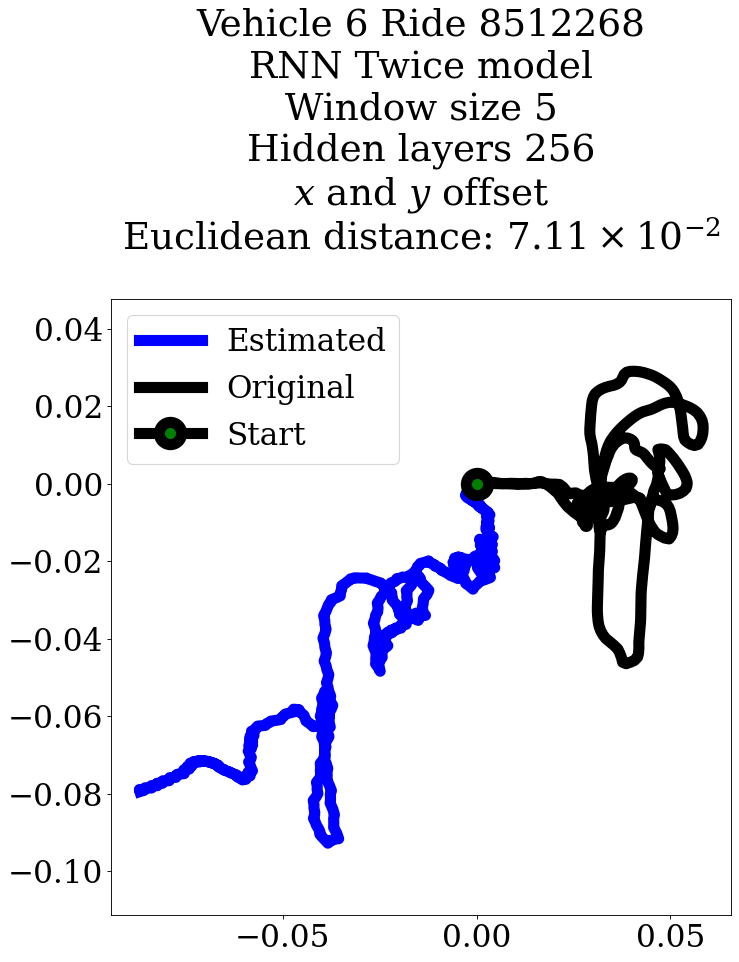 Vehicle 6 Ride 8512268
RNN Twice model
Window size 5
Hidden layers 256
x and y offset
Euclidean distance: 7.11 × 10⁻²
Estimated
Original
Start
0.04
0.02
0.00
−0.02
−0.04
−0.06
−0.08
−0.10
−0.05 0.00 0.05